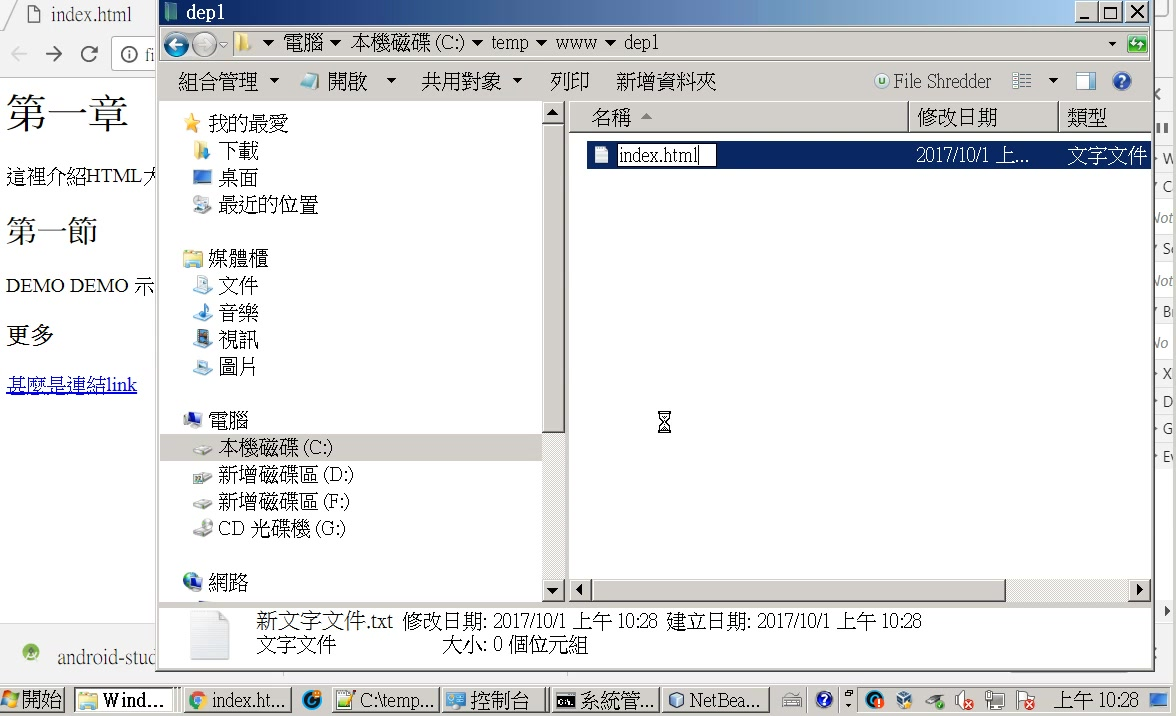 index.html
dep1
電腦 本機磁碟 (C:) temp www dep1
組合管理 開啟 共用對象 列印 新增資料夾 File Shredder
第一章
這裡介紹HTML大
第一節
DEMO DEMO 示
更多
甚麼是連結link
android-stud
我的最愛
下載
桌面
最近的位置
媒體櫃
文件
音樂
視訊
圖片
電腦
本機磁碟 (C:)
新增磁碟區 (D:)
新增磁碟區 (F:)
CD 光碟機 (G:)
網路
名稱 修改日期 類型
index.html 2017/10/1 上... 文字文件
新文字文件.txt 修改日期: 2017/10/1 上午 10:28 建立日期: 2017/10/1 上午 10:28
文字文件 大小: 0 個位元組
開始 Wind... index.ht... C:\temp... 控制台 系統管... NetBea... 上午 10:28